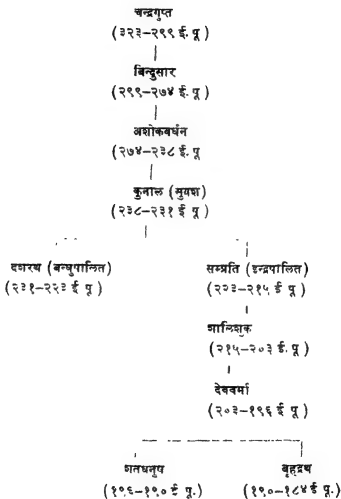 चन्द्रगुप्त
(३२३–२९९ ई. पू)
बिन्दुसार
(२९९–२७४ ई. पू)
अशोकवर्धन
(२७४–२३८ ई. पू
कुनाल (सुयश)
(२३८–२३१ ई पू)
दशरथ (बन्धुपालित) सम्प्रति (इन्द्रपालित)
(२३१–२२३ ई पू) (२२३–२१५ ई पू)
शालिशुक
(२१५–२०३ ई. पू)
देववर्मा
(२०३–१९६ ई पू)
शतधनुष बृहद्रथ
(१९६–१९० ई पू.) (१९०–१८४ ई पू.)